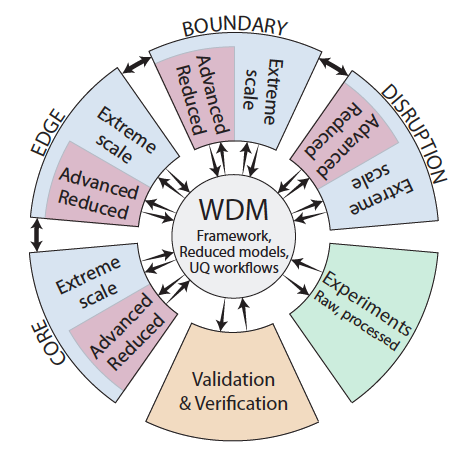 BOUNDARY
Advanced
Reduced
Extreme
scale
EDGE
Extreme
scale
Advanced
Reduced
DISRUPTION
Advanced
Reduced
Extreme
scale
WDM
Framework,
Reduced models,
UQ workflows
CORE
Extreme
scale
Advanced
Reduced
Experiments
Raw, processed
Validation
& Verification